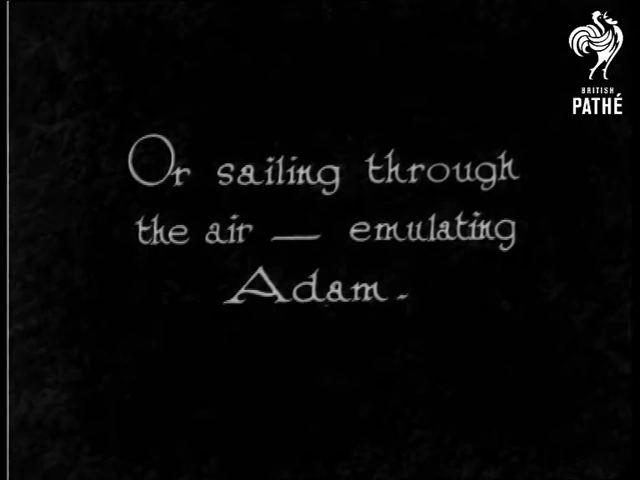 BRITISH
PATHÉ
Or sailing through
the air — emulating
Adam.